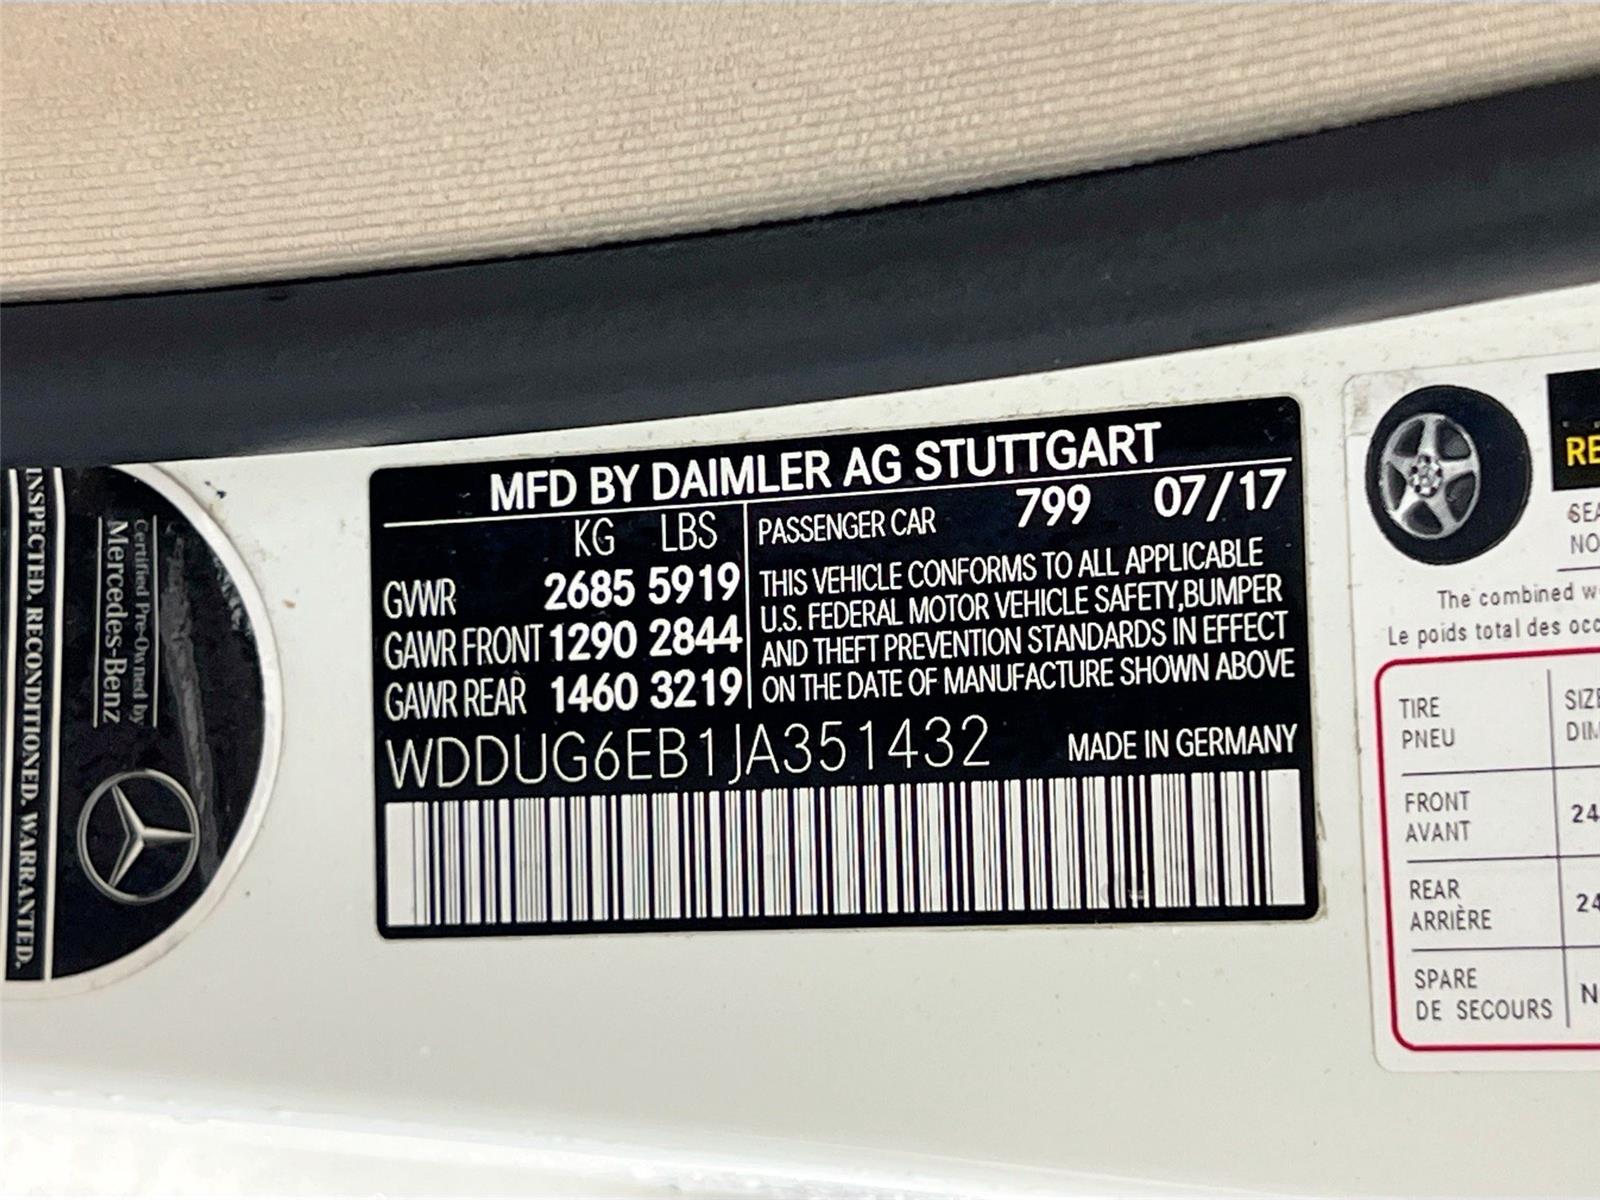 INSPECTED. RECONDITIONED. WARRANTED.
Certified Pre-Owned by
Mercedes-Benz
MFD BY DAIMLER AG STUTTGART
KG LBS
GVWR 2685 5919
GAWR FRONT 1290 2844
GAWR REAR 1460 3219
PASSENGER CAR 799 07/17
THIS VEHICLE CONFORMS TO ALL APPLICABLE
U.S. FEDERAL MOTOR VEHICLE SAFETY,BUMPER
AND THEFT PREVENTION STANDARDS IN EFFECT
ON THE DATE OF MANUFACTURE SHOWN ABOVE
WDDUG6EB1JA351432 MADE IN GERMANY
The combined
Le poids total des
TIRE
PNEU
FRONT
AVANT
REAR
ARRIÈRE
SPARE
DE SECOURS